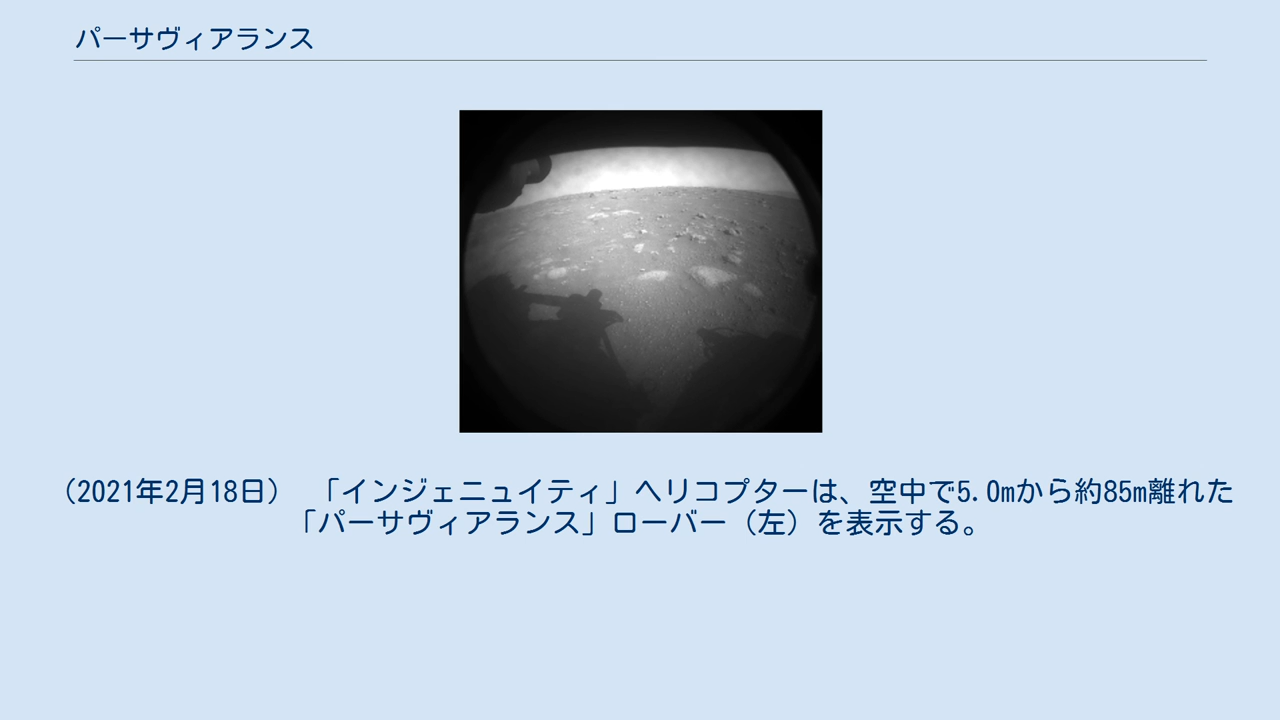 パーサヴィアランス
（2021年2月18日）　「インジェニュイティ」ヘリコプターは、空中で5.0mから約85m離れた
「パーサヴィアランス」ローバー（左）を表示する。